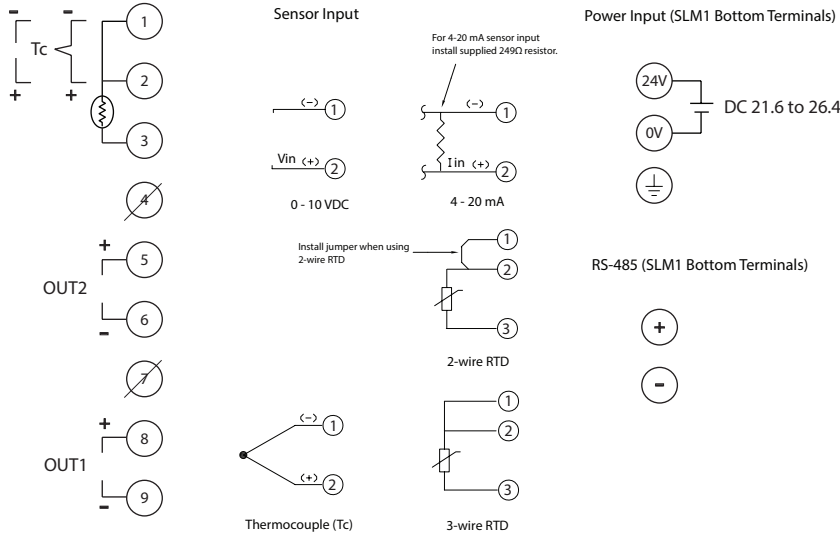 Tc
1
2
3
4
5
6
7
8
9
OUT2
OUT1
- - + +
+ -
+ -
Sensor Input
(-) 1
Vin (+) 2
0 - 10 VDC
For 4-20 mA sensor input
install supplied 249Ω resistor.
(-) 1
Iin (+) 2
4 - 20 mA
Install jumper when using
2-wire RTD
1
2
3
2-wire RTD
(-) 1
(+) 2
Thermocouple (Tc)
1
2
3
3-wire RTD
Power Input (SLM1 Bottom Terminals)
24V
0V
DC 21.6 to 26.4
RS-485 (SLM1 Bottom Terminals)
+
-